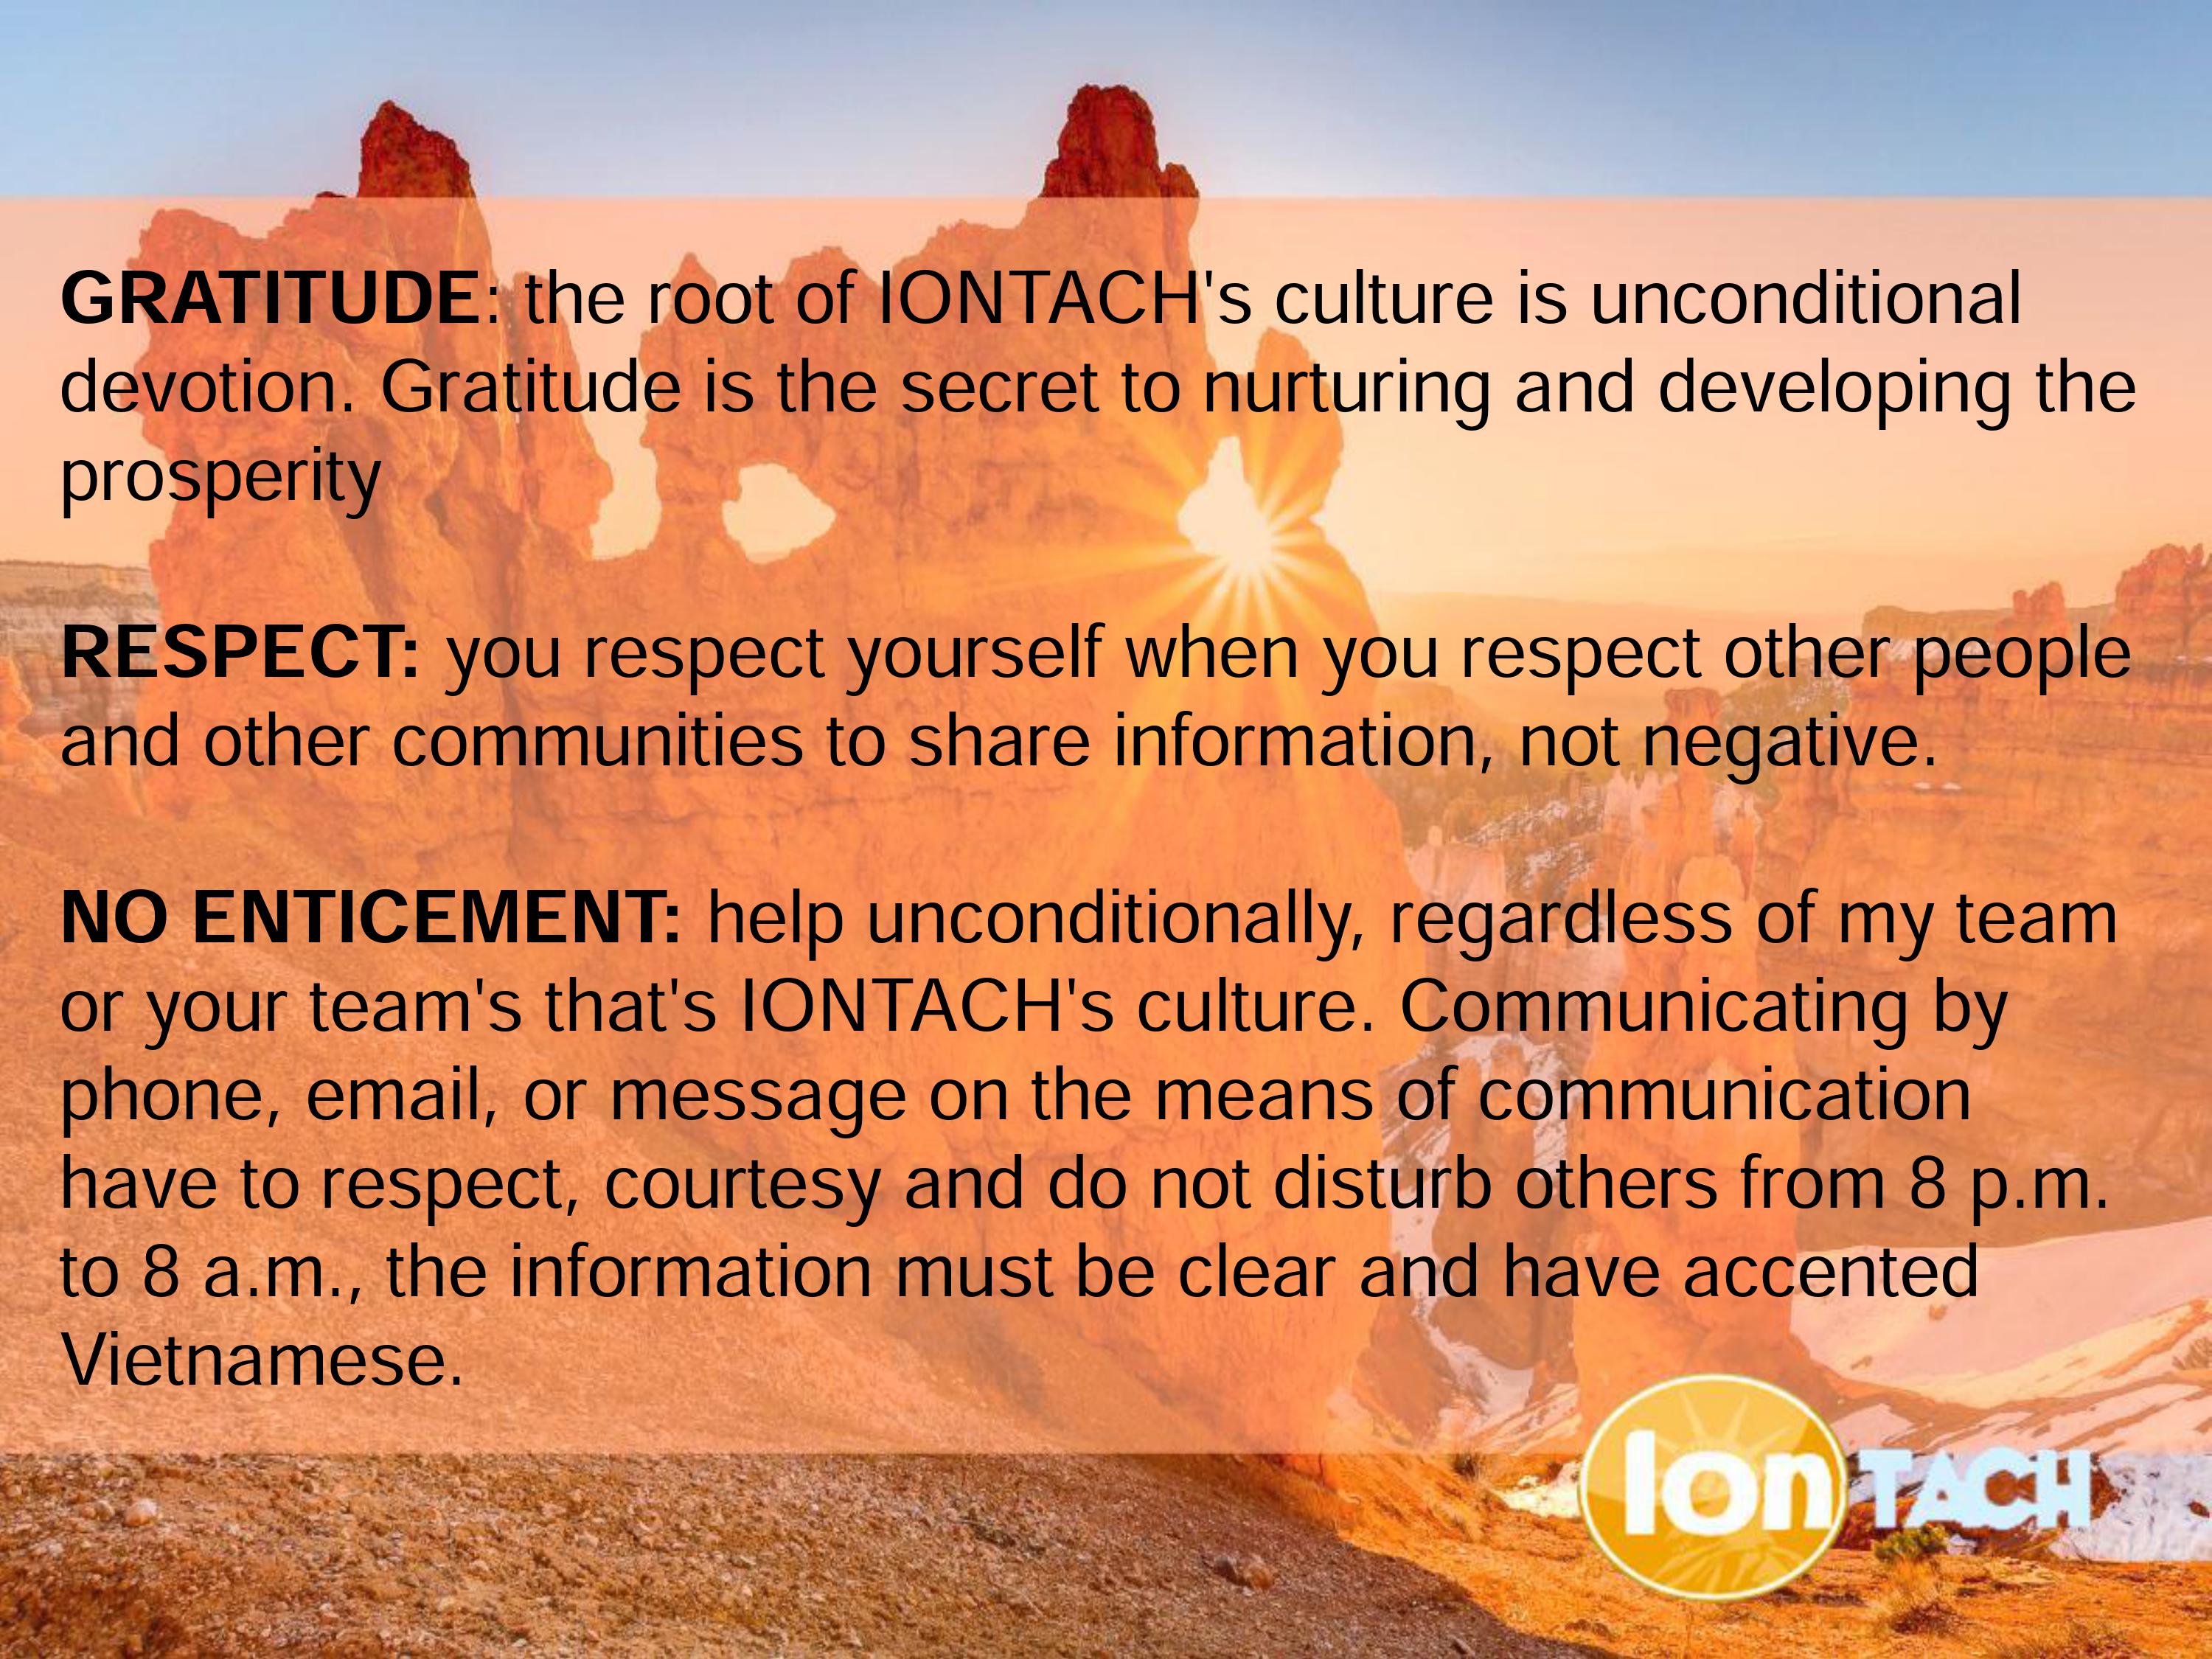 GRATITUDE: the root of IONTACH's culture is unconditional
devotion. Gratitude is the secret to nurturing and developing the
prosperity
RESPECT: you respect yourself when you respect other people
and other communities to share information, not negative.
NO ENTICEMENT: help unconditionally, regardless of my team
or your team's that's IONTACH's culture. Communicating by
phone, email, or message on the means of communication
have to respect, courtesy and do not disturb others from 8 p.m.
to 8 a.m., the information must be clear and have accented
Vietnamese.
Ion TACH